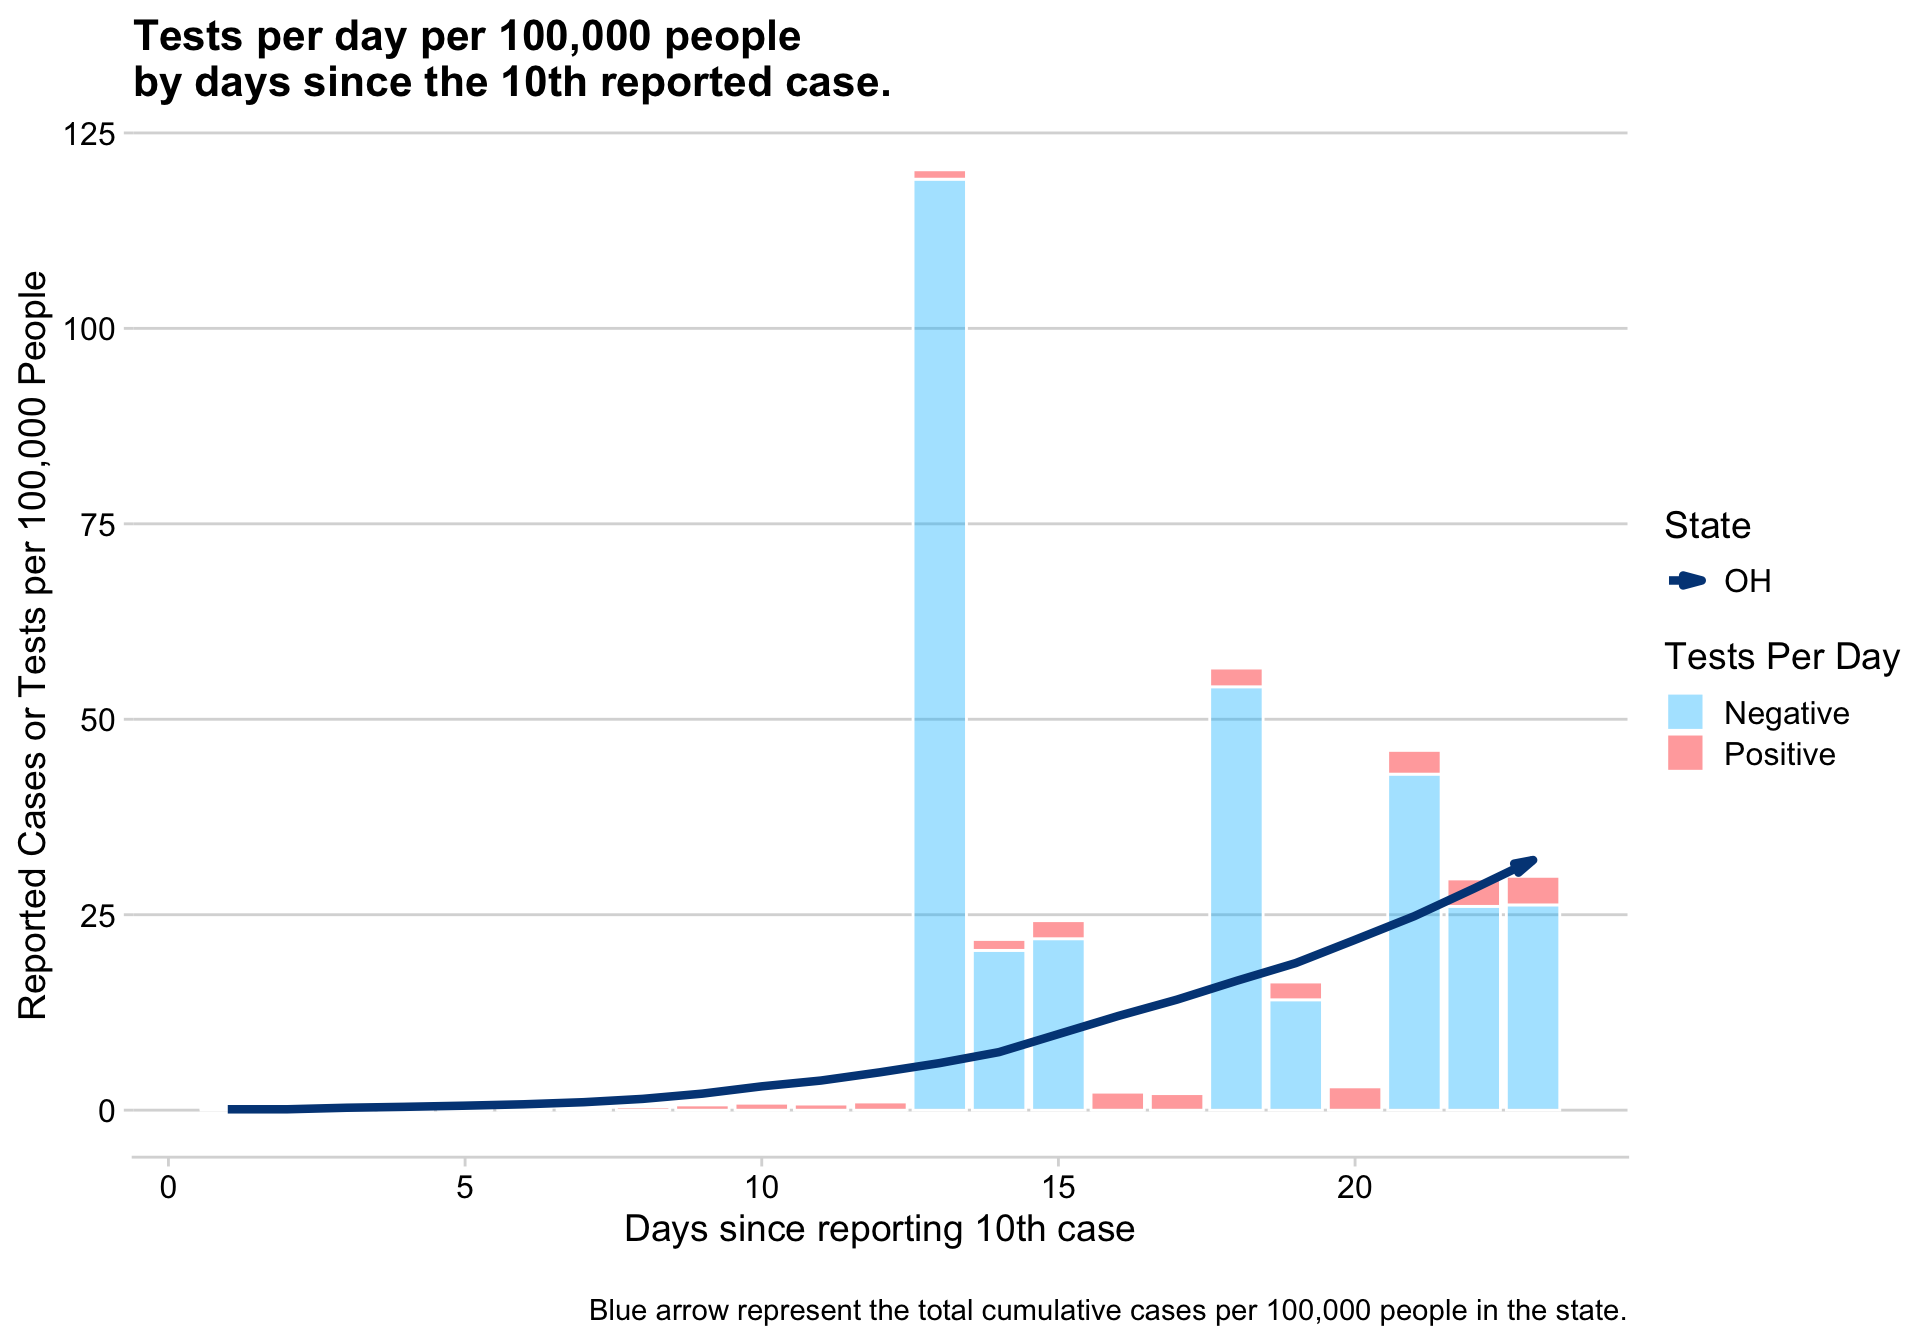 Tests per day per 100,000 people
by days since the 10th reported case.
Reported Cases or Tests per 100,000 People
125
100
75
50
25
0
0
5
10
15
20
Days since reporting 10th case
State
OH
Tests Per Day
Negative
Positive
Blue arrow represent the total cumulative cases per 100,000 people in the state.